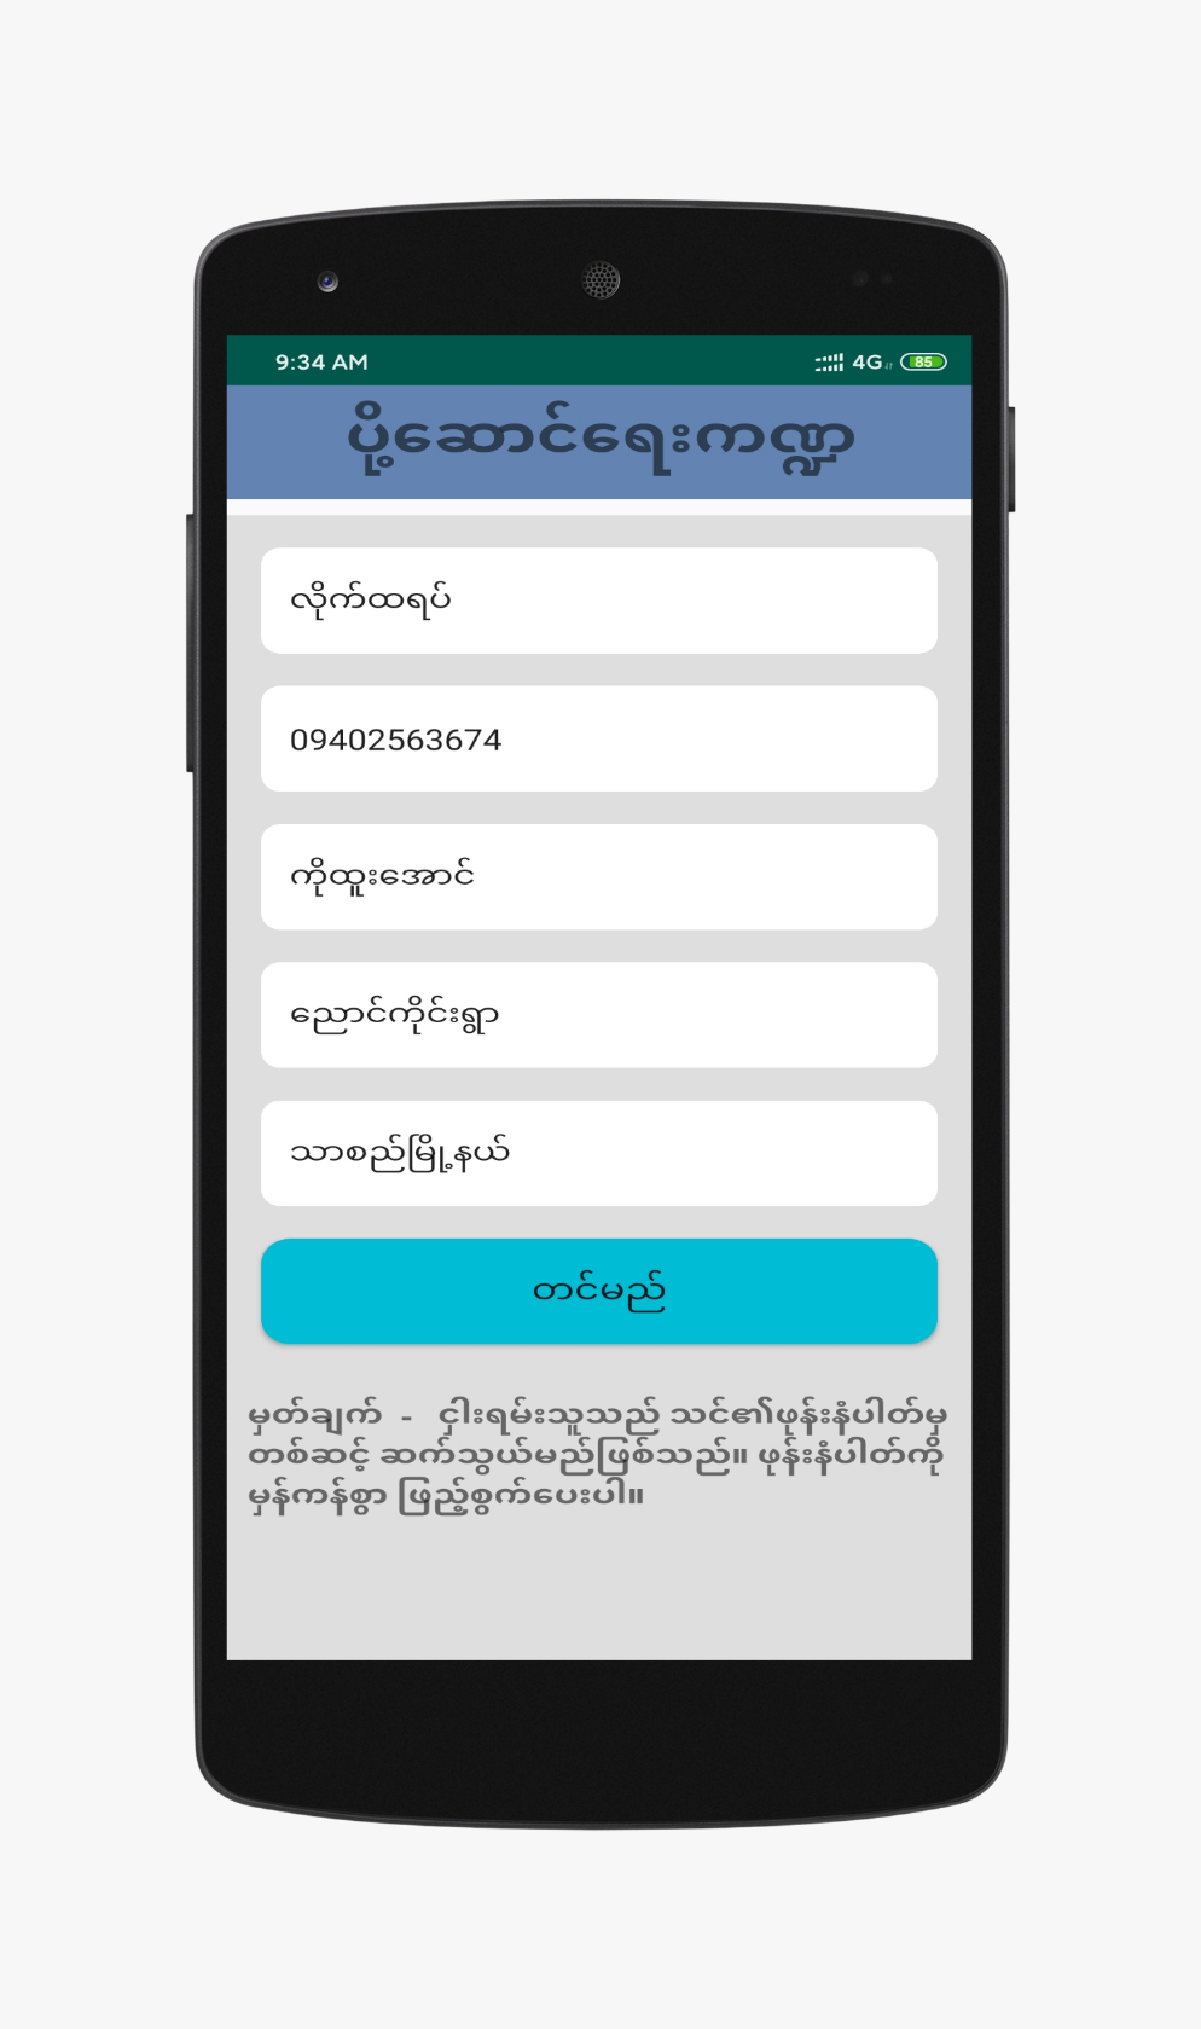 9:34 AM 4G 85
ပို့ဆောင်ရေးကဏ္ဍ
လိုက်ထရပ်
09402563674
ကိုထူးအောင်
ညောင်ကိုင်းရွာ
သာစည်မြို့နယ်
တင်မည်
မှတ်ချက် - ငှါးရမ်းသူသည် သင်၏ဖုန်းနံပါတ်မှ
တစ်ဆင့် ဆက်သွယ်မည်ဖြစ်သည်။ ဖုန်းနံပါတ်ကို
မှန်ကန်စွာ ဖြည့်စွက်ပေးပါ။